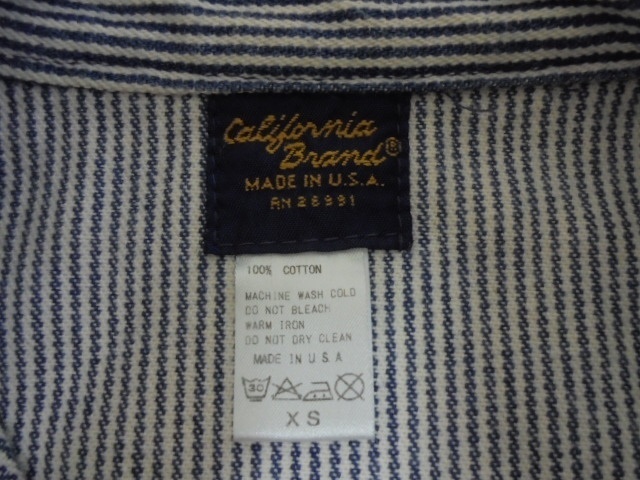 California
Brand®
MADE IN U.S.A.
RN 26991
100% COTTON
MACHINE WASH COLD
DO NOT BLEACH
WARM IRON
DO NOT DRY CLEAN
MADE IN U S A
30
XS